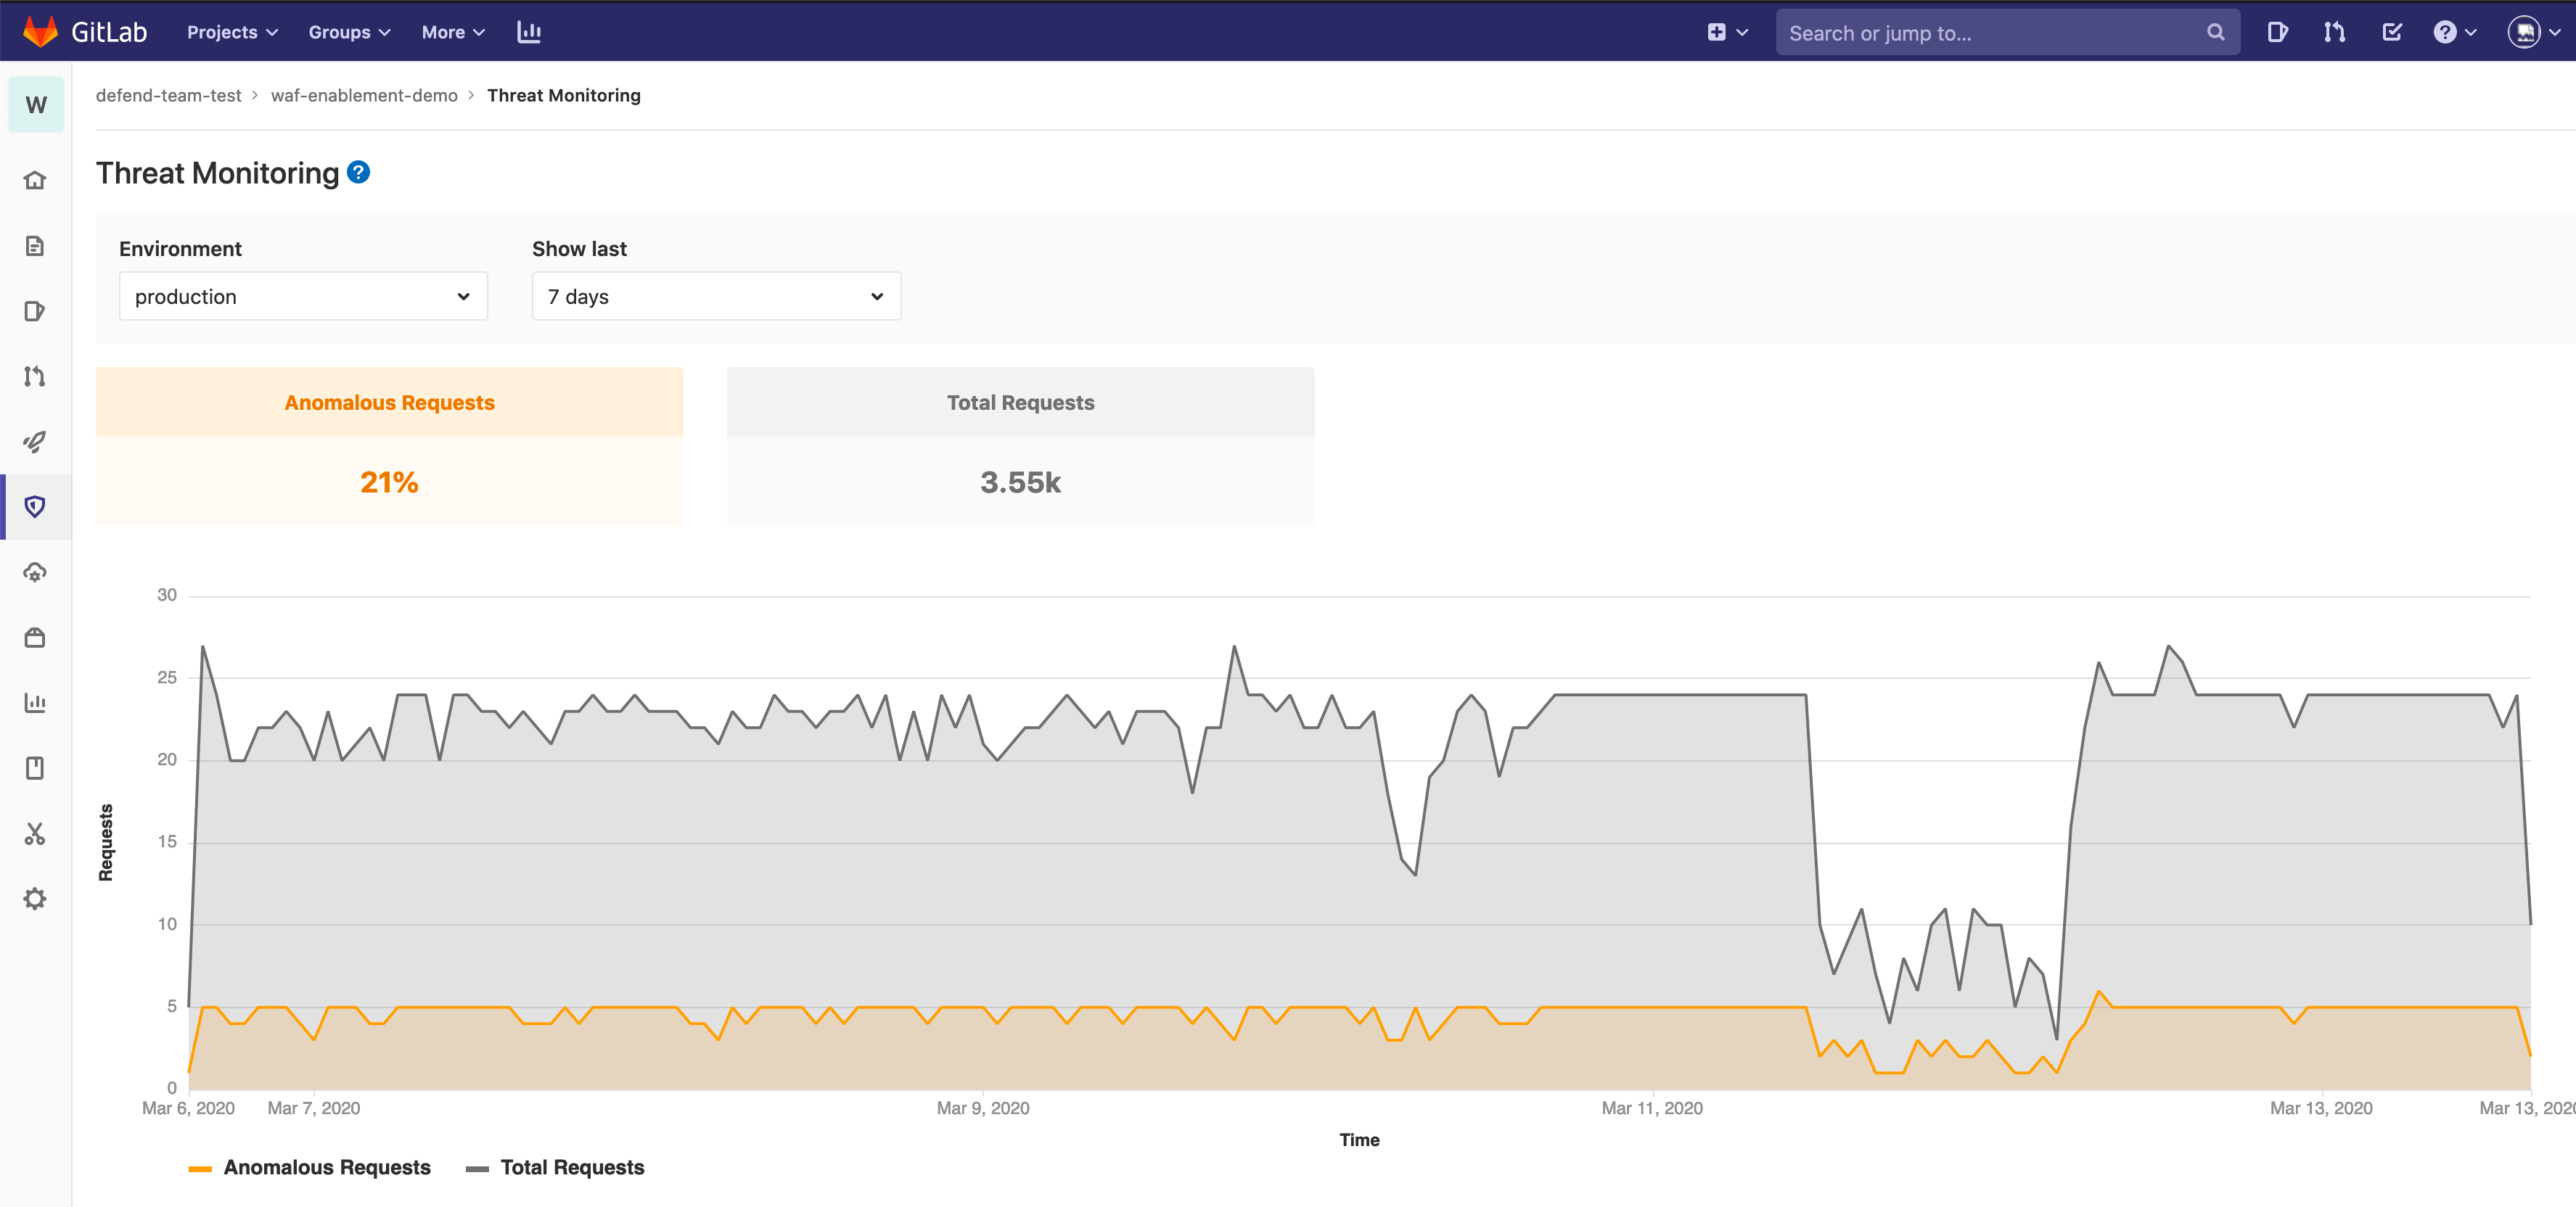 GitLab Projects Groups More Search or jump to...
W defend-team-test > waf-enablement-demo > Threat Monitoring
Threat Monitoring ?
Environment Show last
production 7 days
Anomalous Requests Total Requests
21% 3.55k
30
25
20
15
10
5
0
Requests
Mar 6, 2020 Mar 7, 2020 Mar 9, 2020 Mar 11, 2020 Mar 13, 2020 Mar 13, 202
Time
Anomalous Requests Total Requests